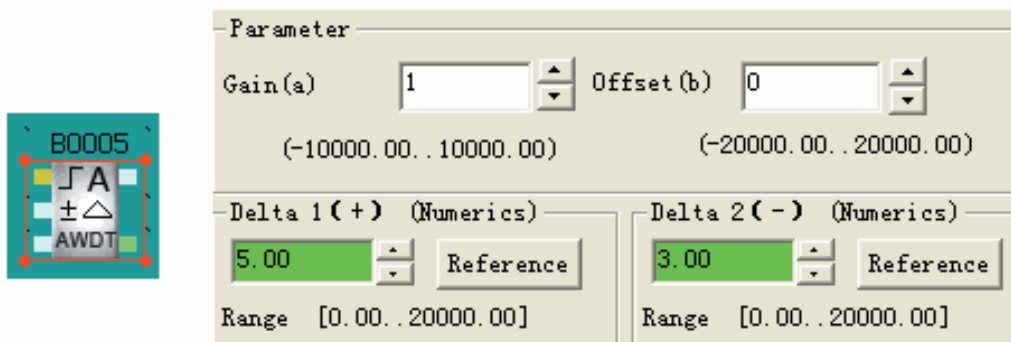 B0005
A
±
AWDT
Parameter
Gain(a) 1 Offset(b) 0
(-10000.00..10000.00) (-20000.00..20000.00)
Delta 1(+) (Numerics) Delta 2(-) (Numerics)
5.00 Reference 3.00 Reference
Range [0.00..20000.00] Range [0.00..20000.00]